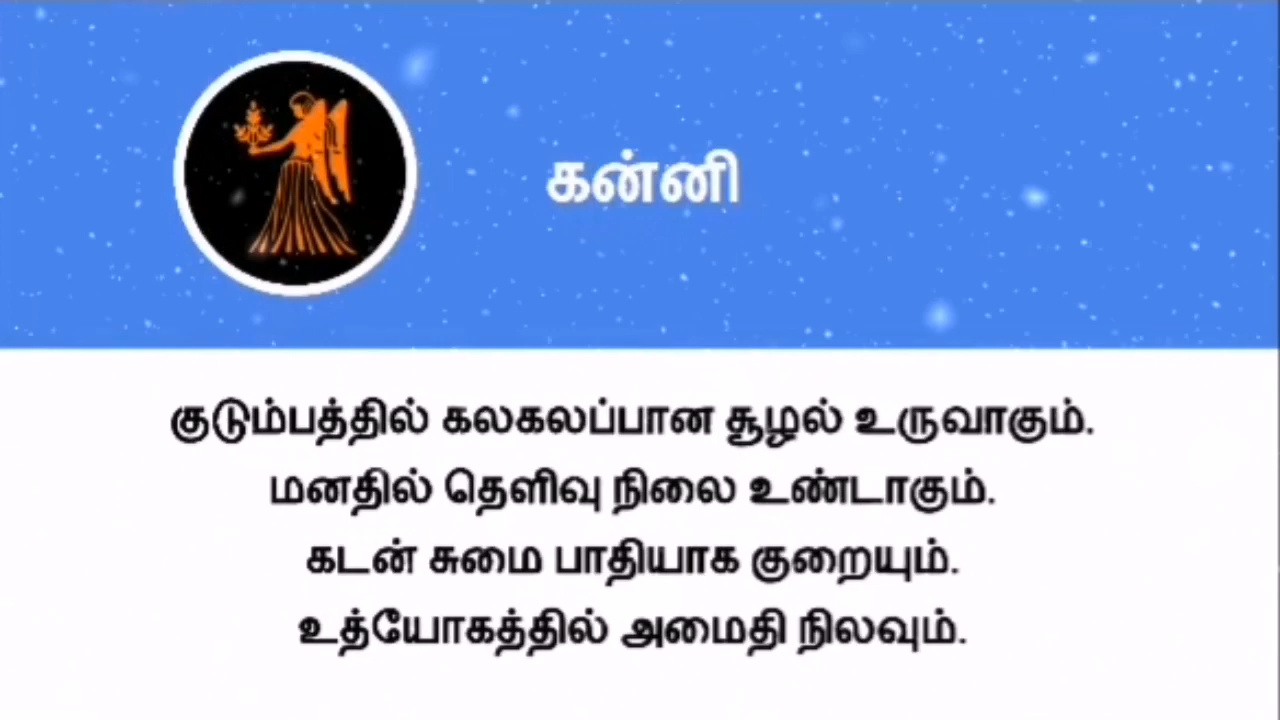 கன்னி
குடும்பத்தில் கலகலப்பான சூழல் உருவாகும்.
மனதில் தெளிவு நிலை உண்டாகும்.
கடன் சுமை பாதியாக குறையும்.
உத்யோகத்தில் அமைதி நிலவும்.